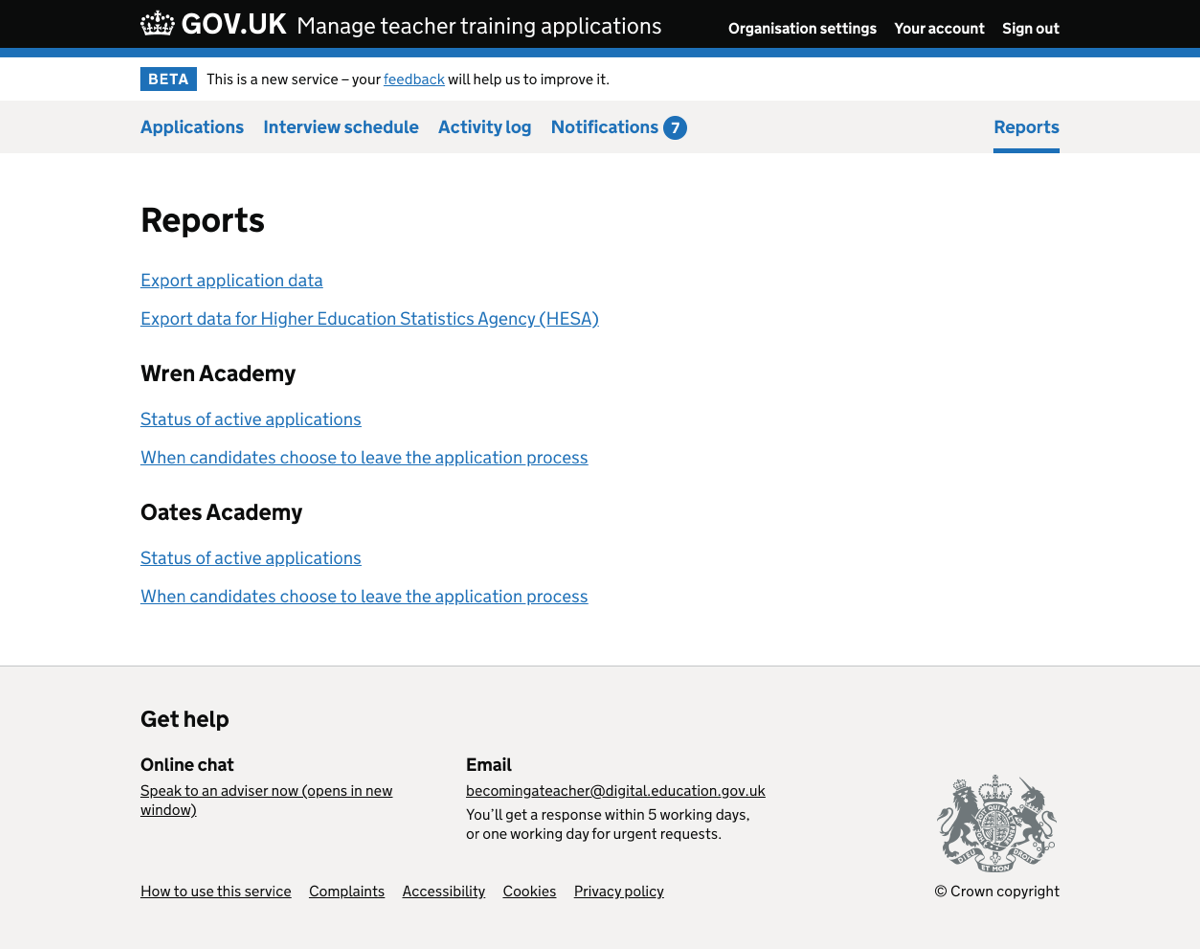 GOV.UK Manage teacher training applications Organisation settings Your account Sign out
BETA This is a new service – your feedback will help us to improve it.
Applications Interview schedule Activity log Notifications 7 Reports
Reports
Export application data
Export data for Higher Education Statistics Agency (HESA)
Wren Academy
Status of active applications
When candidates choose to leave the application process
Oates Academy
Status of active applications
When candidates choose to leave the application process
Get help
Online chat
Speak to an adviser now (opens in new
window)
Email
becomingateacher@digital.education.gov.uk
You’ll get a response within 5 working days,
or one working day for urgent requests.
DIEU ET MON DROIT
How to use this service Complaints Accessibility Cookies Privacy policy
© Crown copyright